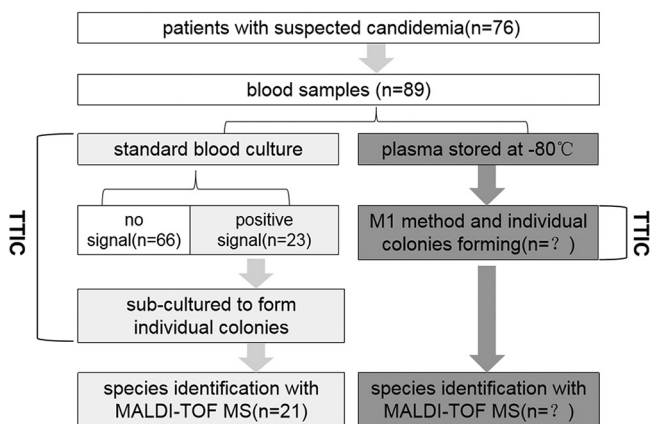 patients with suspected candidemia(n=76)
blood samples (n=89)
standard blood culture
plasma stored at -80℃
no
signal(n=66)
positive
signal(n=23)
M1 method and individual
colonies forming(n=？)
TTIC
TTIC
sub-cultured to form
individual colonies
species identification with
MALDI-TOF MS(n=21)
species identification with
MALDI-TOF MS(n=？)